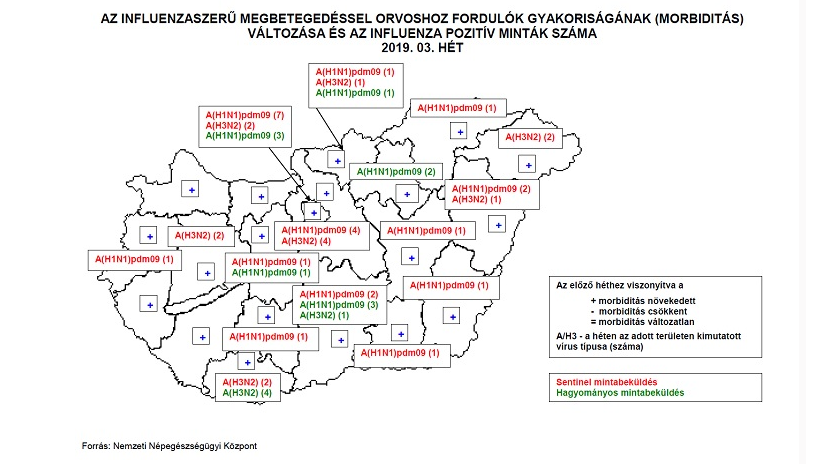 AZ INFLUENZASZERŰ MEGBETEGEDÉSSEL ORVOSHOZ FORDULÓK GYAKORISÁGÁNAK (MORBIDITÁS)
VÁLTOZÁSA ÉS AZ INFLUENZA POZITÍV MINTÁK SZÁMA
2019. 03. HÉT
A(H1N1)pdm09 (1)
A(H3N2) (1)
A(H1N1)pdm09 (1)
A(H1N1)pdm09 (1)
A(H1N1)pdm09 (7)
A(H3N2) (2)
A(H1N1)pdm09 (3)
+
A(H3N2) (2)
+
A(H1N1)pdm09 (2)
+
+
A(H1N1)pdm09 (2)
A(H3N2) (1)
+
+
+
+
+
+
A(H3N2) (2)
+
A(H1N1)pdm09 (4)
A(H3N2) (4)
A(H1N1)pdm09 (1)
+
A(H1N1)pdm09 (1)
+
A(H1N1)pdm09 (1)
A(H1N1)pdm09 (1)
+
A(H1N1)pdm09 (1)
A(H1N1)pdm09 (2)
A(H1N1)pdm09 (3)
A(H3N2) (1)
+
+
+
+
A(H1N1)pdm09 (1)
+
+
A(H1N1)pdm09 (1)
+
A(H3N2) (2)
A(H3N2) (4)
Az előző héthez viszonyítva a
+ morbiditás növekedett
- morbiditás csökkent
= morbiditás változatlan
A/H3 - a héten az adott területen kimutatott
vírus típusa (száma)
Sentinel mintabeküldés
Hagyományos mintabeküldés
Forrás: Nemzeti Népegészségügyi Központ